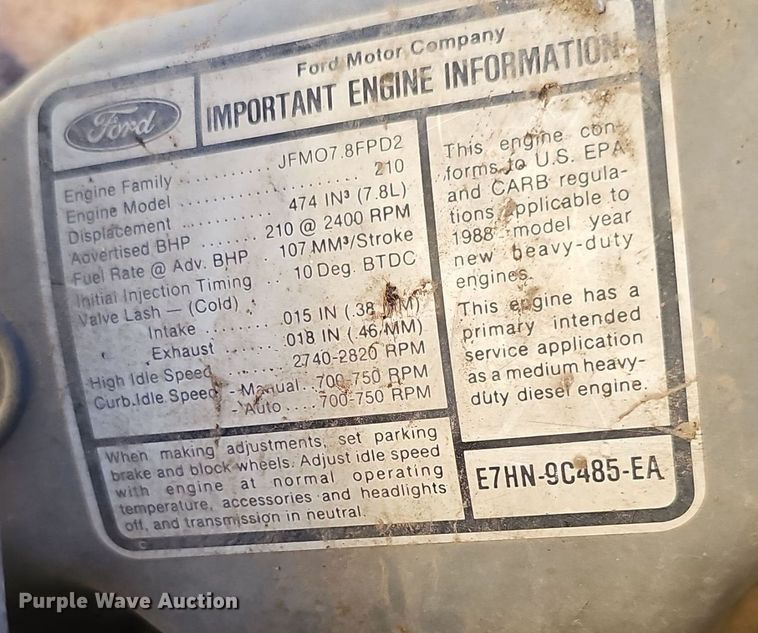 Ford Motor Company
Ford
IMPORTANT ENGINE INFORMATION
Engine Family ........ JFM07.8FPD2
Engine Model .................... 210
Displacement ...... 474 IN³ (7.8L)
Advertised BHP ...... 210 @ 2400 RPM
Fuel Rate @ Adv. BHP .. 107 MM³/Stroke
Initial Injection Timing .... 10 Deg. BTDC
Valve Lash — (Cold)
Intake ......... .015 IN (.38 MM)
Exhaust ....... .018 IN (.46 MM)
High Idle Speed ........ 2740-2820 RPM
Curb Idle Speed - Manual . 700-750 RPM
- Auto .... 700-750 RPM
This engine con-
forms to U.S. EPA
and CARB regula-
tions applicable to
1988 model year
new heavy-duty
engines.
This engine has a
primary intended
service application
as a medium heavy-
duty diesel engine.
When making adjustments, set parking
brake and block wheels. Adjust idle speed
with engine at normal operating
temperature, accessories and headlights
off, and transmission in neutral.
E7HN-9C485-EA
Purple Wave Auction